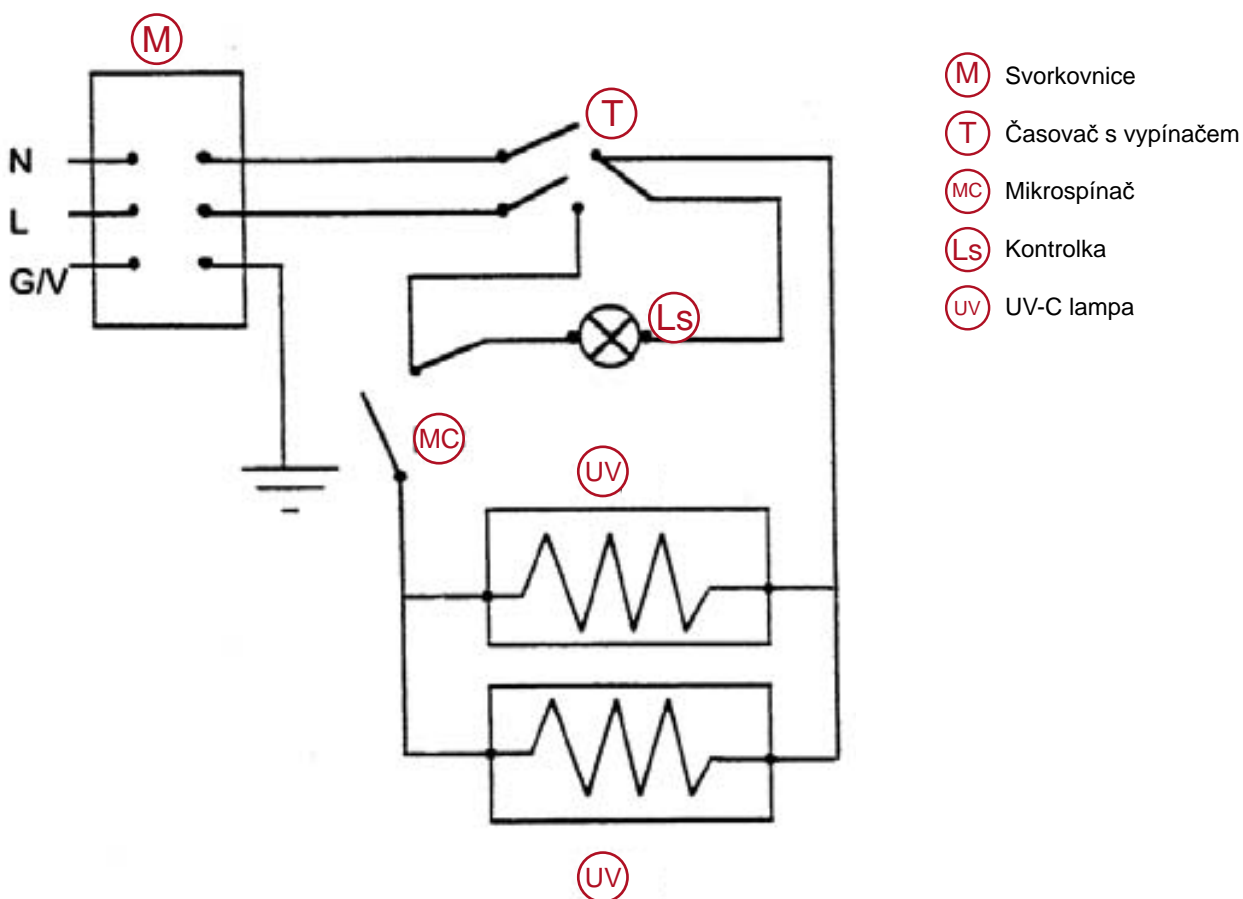 M
T
N
L
G/V
Ls
MC
UV
UV
M Svorkovnice
T Časovač s vypínačem
MC Mikrospínač
Ls Kontrolka
UV UV-C lampa